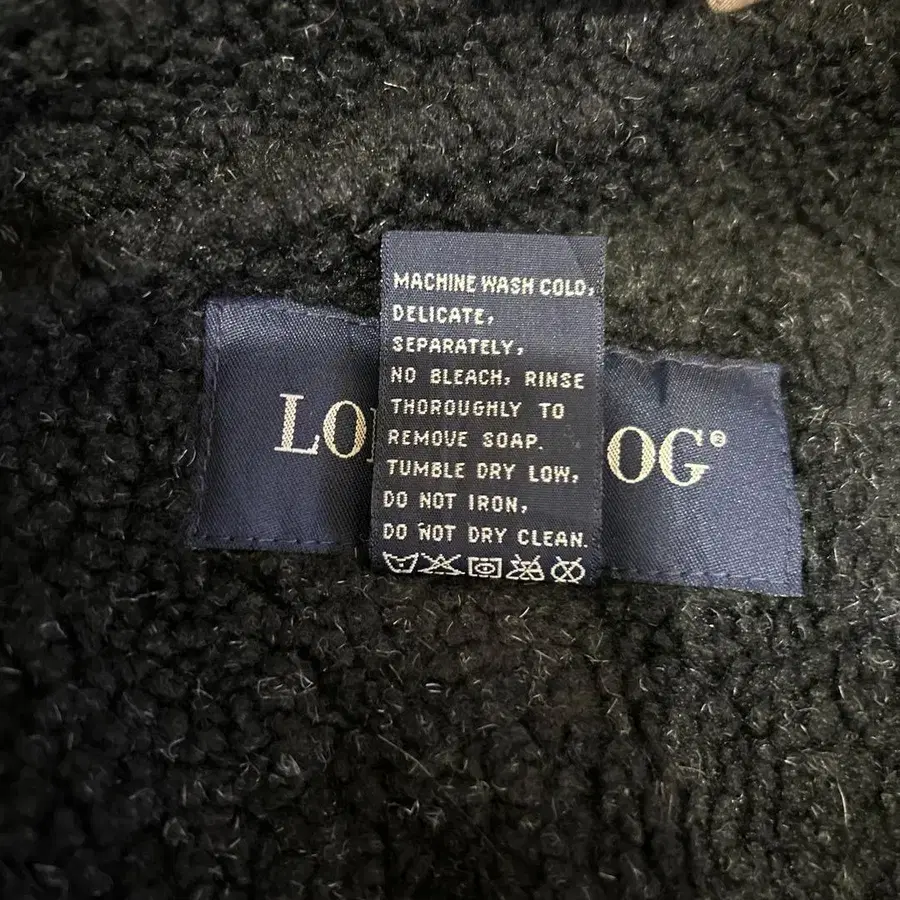 MACHINE WASH COLD,
DELICATE,
SEPARATELY,
NO BLEACH, RINSE
THOROUGHLY TO
REMOVE SOAP.
TUMBLE DRY LOW,
DO NOT IRON,
DO NOT DRY CLEAN.
LO OG®